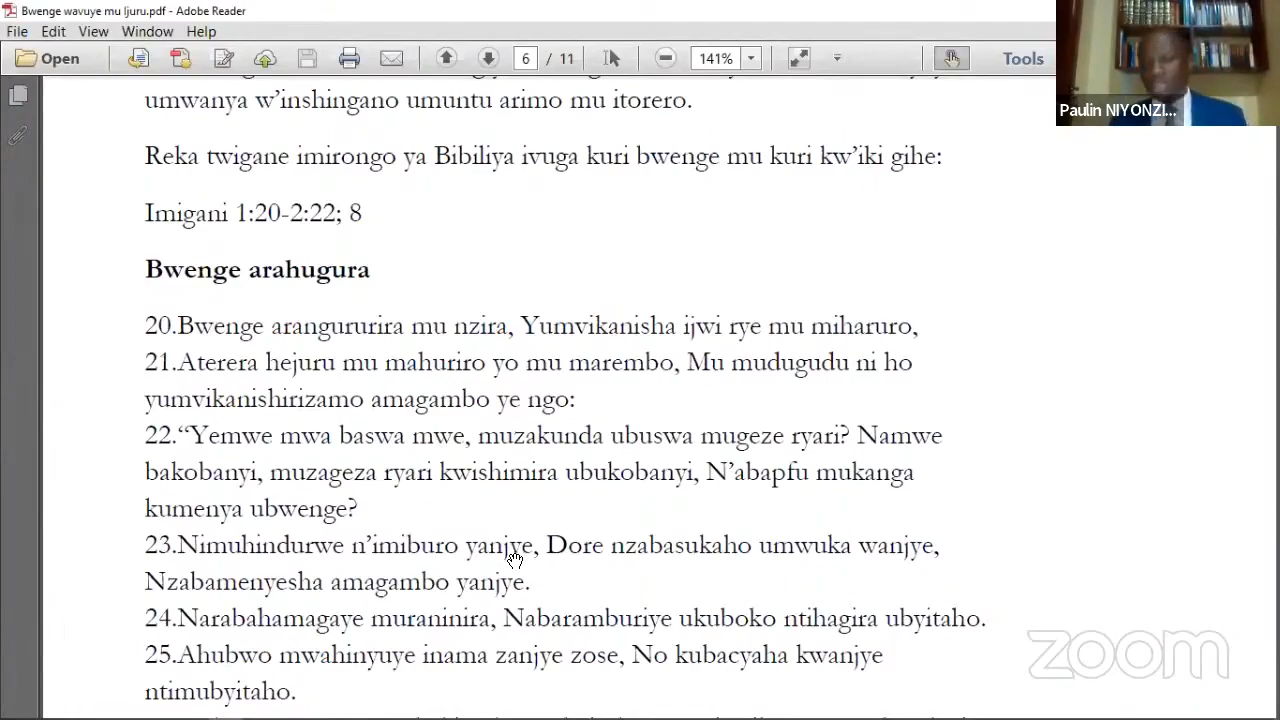 Bwenge wavuye mu Ijuru.pdf - Adobe Reader
File Edit View Window Help
Open 6 / 11 141% Tools
Paulin NIYONZI...
umwanya w'inshingano umuntu arimo mu itorero.
Reka twigane imirongo ya Bibiliya ivuga kuri bwenge mu kuri kw'iki gihe:
Imigani 1:20-2:22; 8
Bwenge arahugura
20.Bwenge arangururira mu nzira, Yumvikanisha ijwi rye mu miharuro,
21.Aterera hejuru mu mahuriro yo mu marembo, Mu mudugudu ni ho
yumvikanishirizamo amagambo ye ngo:
22.“Yemwe mwa baswa mwe, muzakunda ubuswa mugeze ryari? Namwe
bakobanyi, muzageza ryari kwishimira ubukobanyi, N'abapfu mukanga
kumenya ubwenge?
23.Nimuhindurwe n'imiburo yanjye, Dore nzabasukaho umwuka wanjye,
Nzabamenyesha amagambo yanjye.
24.Narabahamagaye muraninira, Nabaramburiye ukuboko ntihagira ubyitaho.
25.Ahubwo mwahinyuye inama zanjye zose, No kubacyaha kwanjye
ntimubyitaho.
zoom